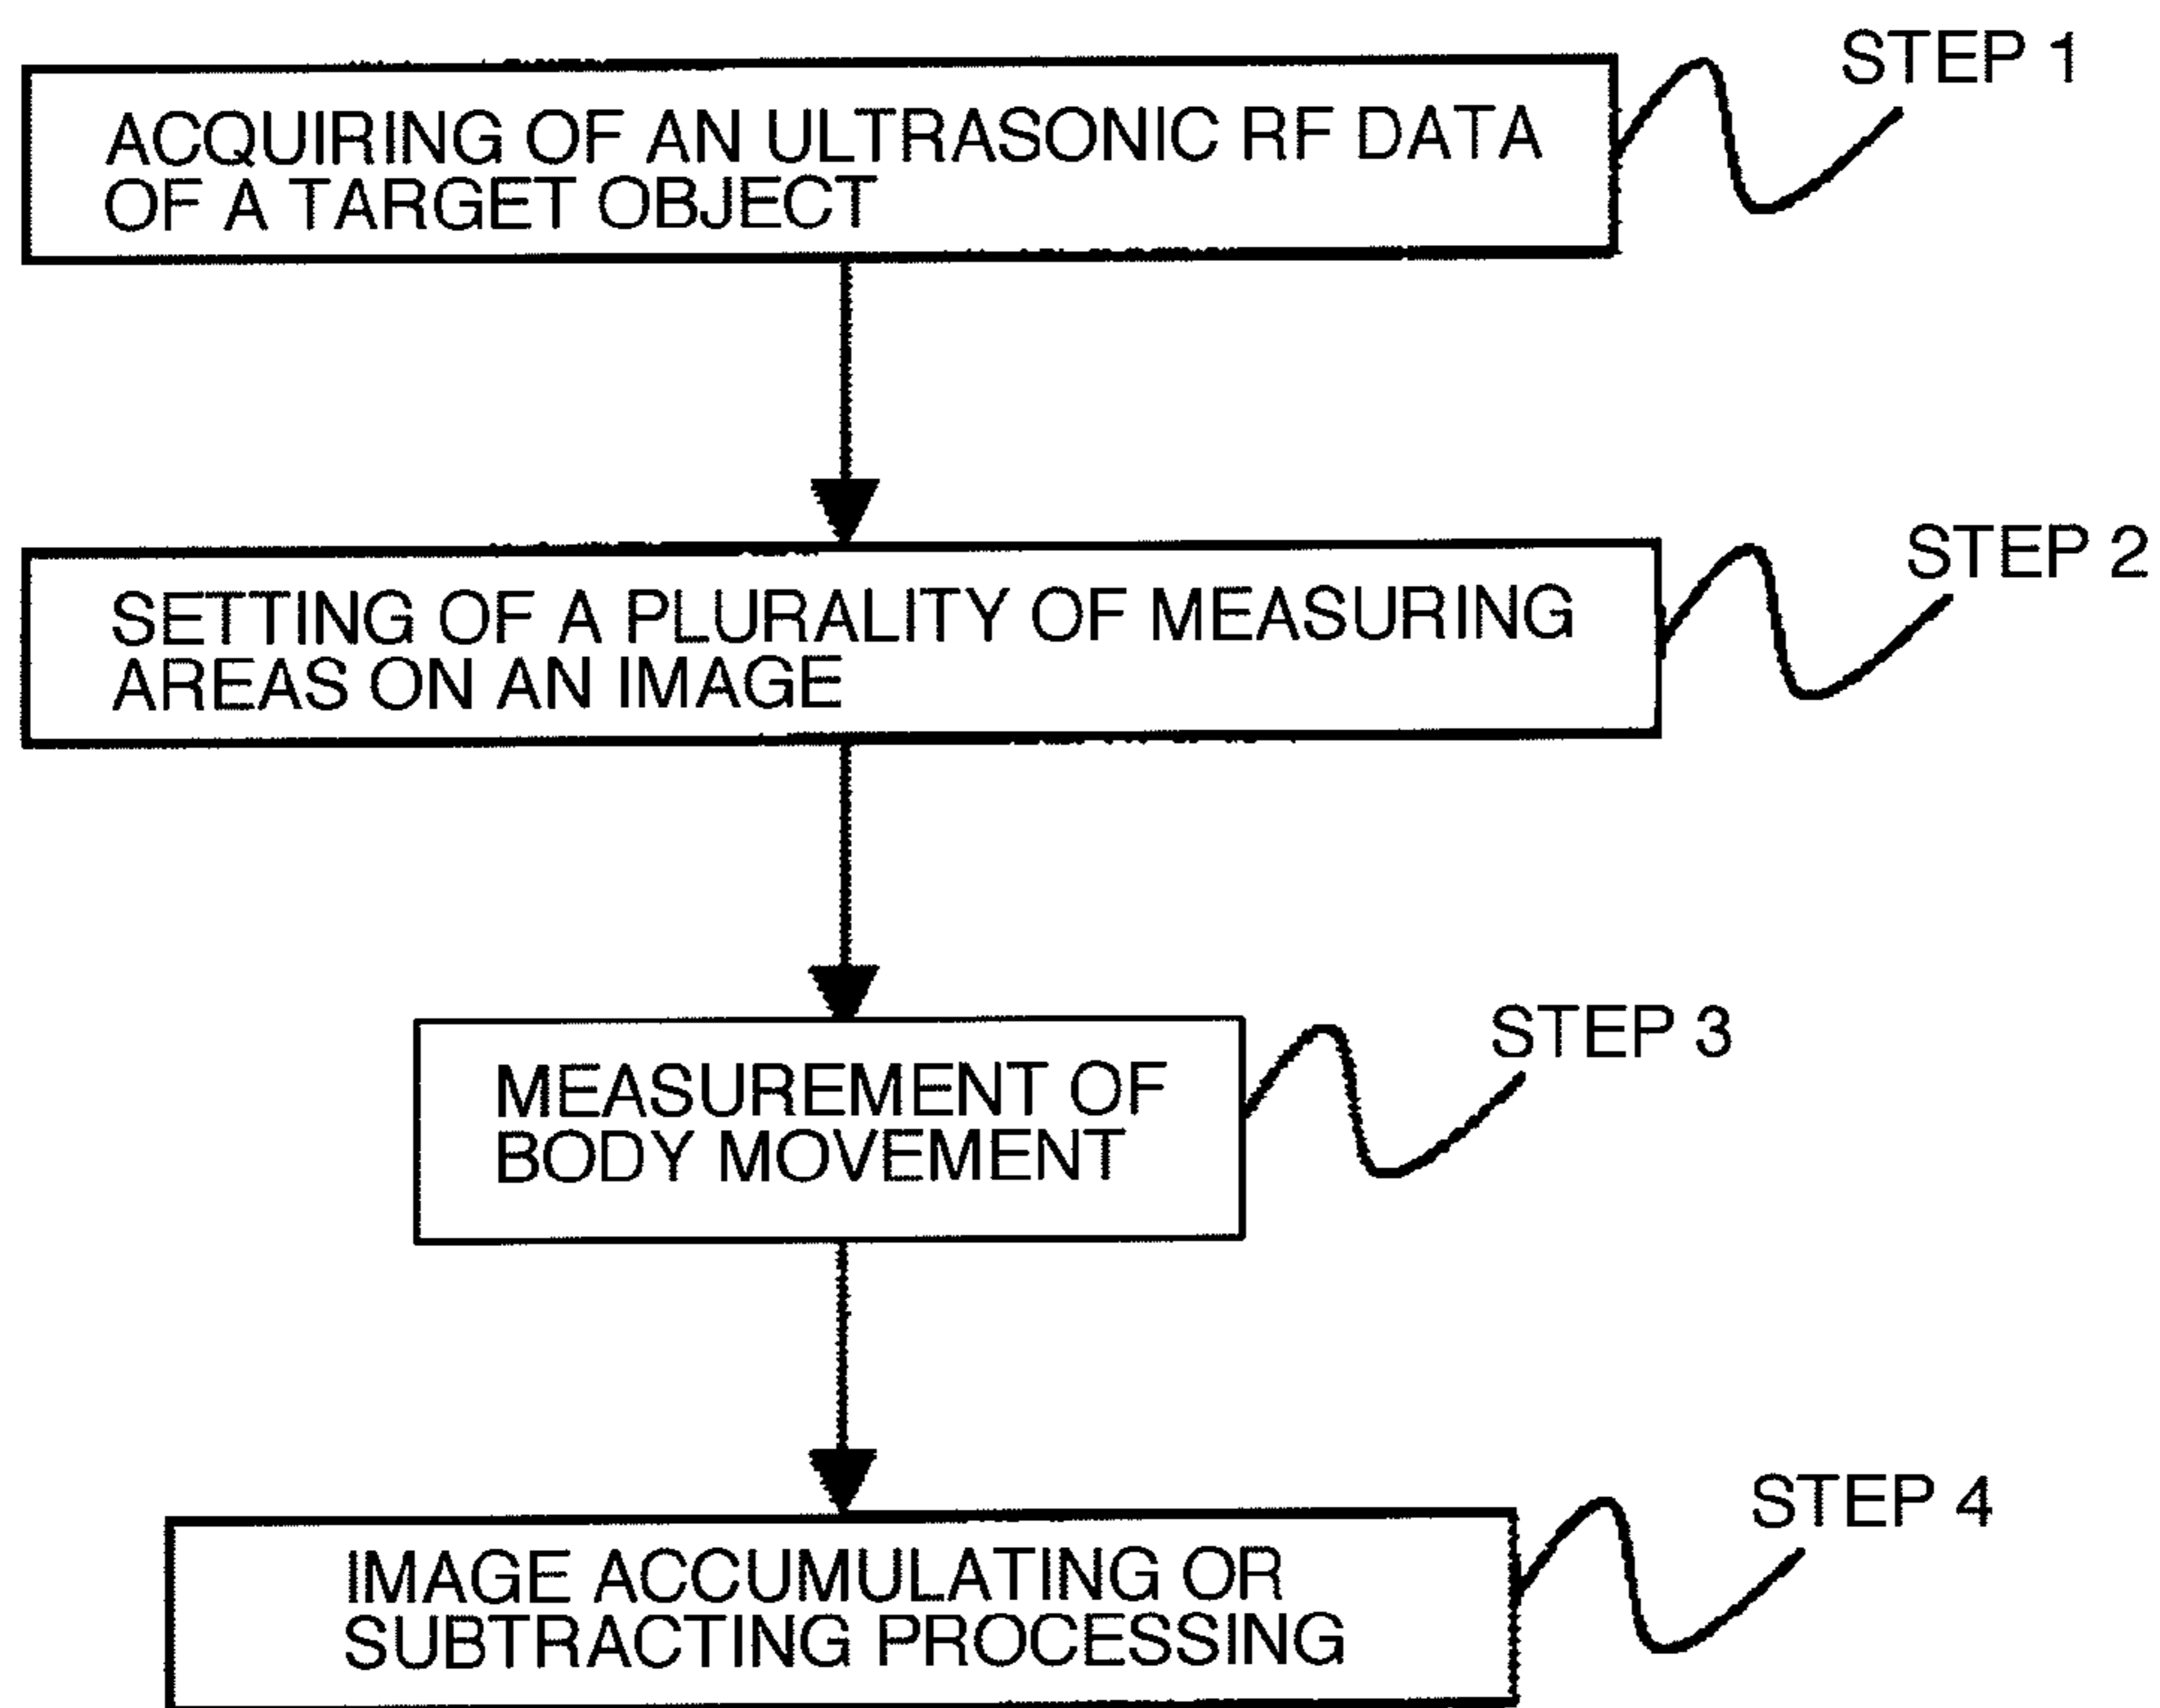 STEP 1
ACQUIRING OF AN ULTRASONIC RF DATA
OF A TARGET OBJECT
STEP 2
SETTING OF A PLURALITY OF MEASURING
AREAS ON AN IMAGE
STEP 3
MEASUREMENT OF
BODY MOVEMENT
STEP 4
IMAGE ACCUMULATING OR
SUBTRACTING PROCESSING